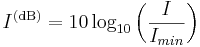 I^{(dB)} = 10 log_{10} ( I / I_{min} )